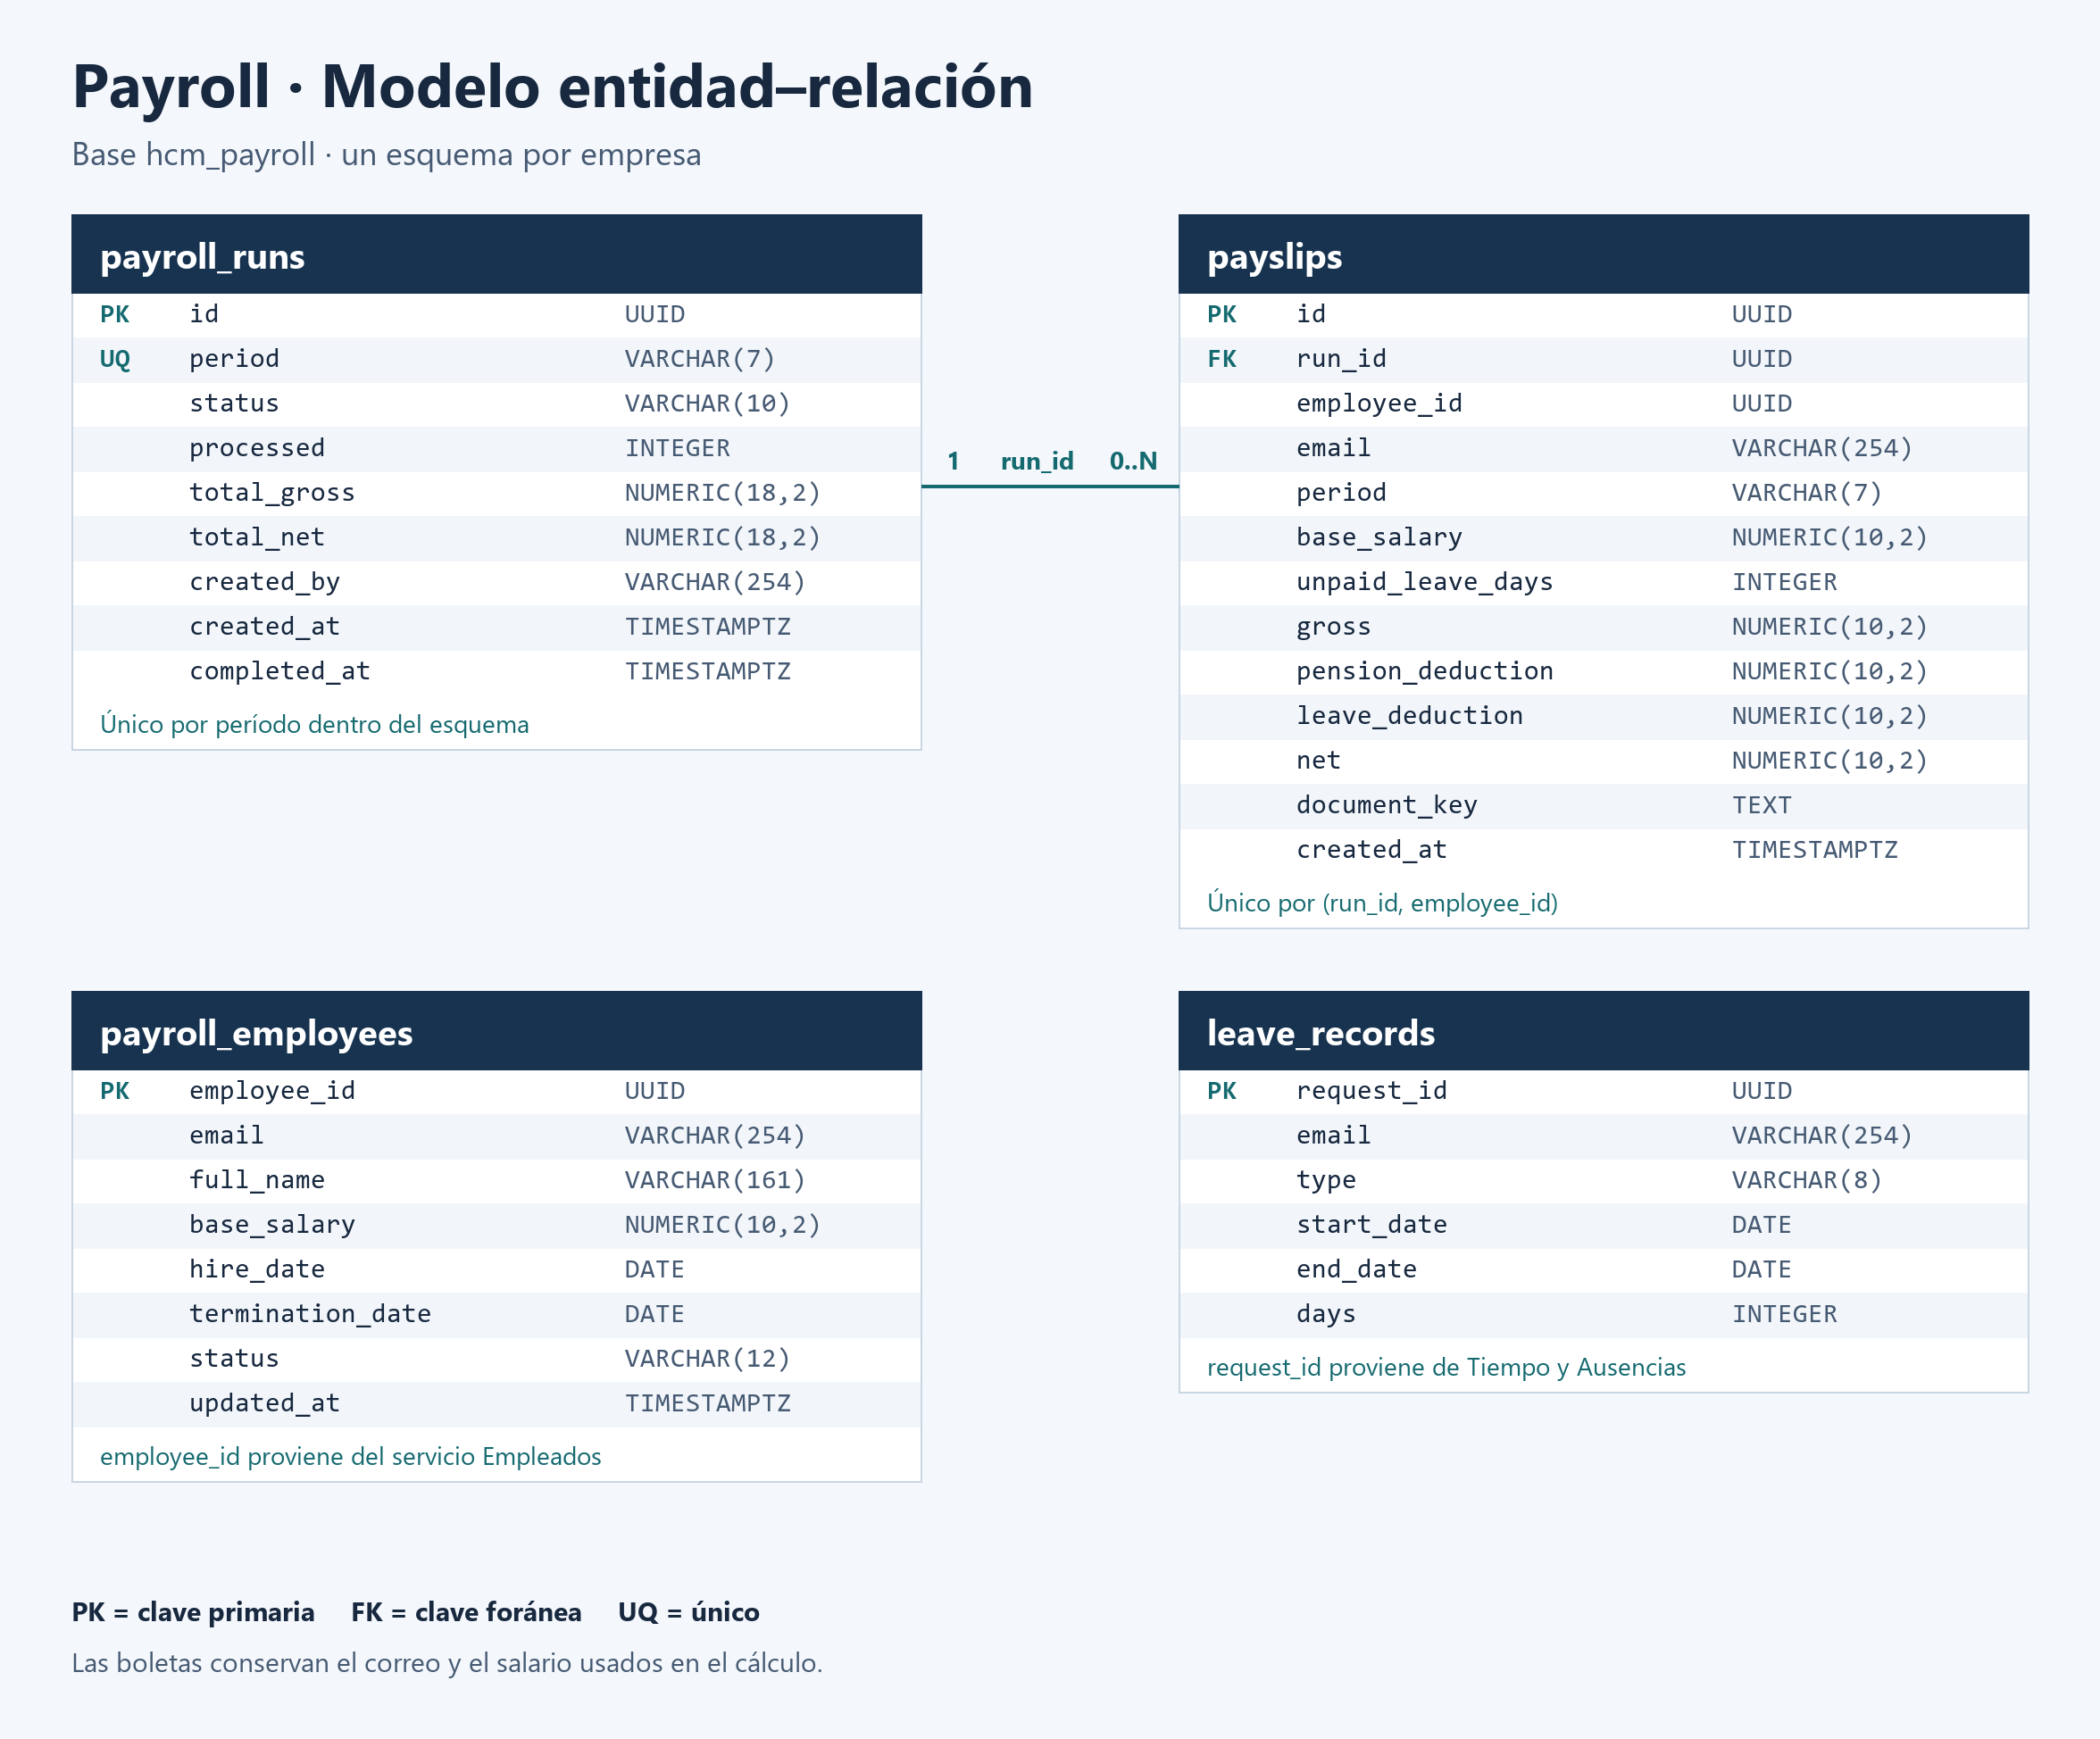 Payroll · Modelo entidad–relación
Base hcm_payroll · un esquema por empresa
payroll_runs
PK id UUID
UQ period VARCHAR(7)
status VARCHAR(10)
processed INTEGER
total_gross NUMERIC(18,2)
total_net NUMERIC(18,2)
created_by VARCHAR(254)
created_at TIMESTAMPTZ
completed_at TIMESTAMPTZ
Único por período dentro del esquema
1 run_id 0..N
payslips
PK id UUID
FK run_id UUID
employee_id UUID
email VARCHAR(254)
period VARCHAR(7)
base_salary NUMERIC(10,2)
unpaid_leave_days INTEGER
gross NUMERIC(10,2)
pension_deduction NUMERIC(10,2)
leave_deduction NUMERIC(10,2)
net NUMERIC(10,2)
document_key TEXT
created_at TIMESTAMPTZ
Único por (run_id, employee_id)
payroll_employees
PK employee_id UUID
email VARCHAR(254)
full_name VARCHAR(161)
base_salary NUMERIC(10,2)
hire_date DATE
termination_date DATE
status VARCHAR(12)
updated_at TIMESTAMPTZ
employee_id proviene del servicio Empleados
leave_records
PK request_id UUID
email VARCHAR(254)
type VARCHAR(8)
start_date DATE
end_date DATE
days INTEGER
request_id proviene de Tiempo y Ausencias
PK = clave primaria FK = clave foránea UQ = único
Las boletas conservan el correo y el salario usados en el cálculo.